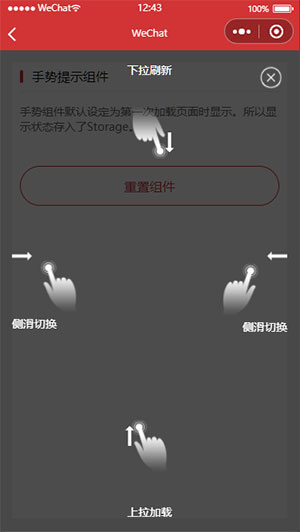 WeChat
12:43
100%
WeChat
下拉刷新
手势提示组件
手势组件默认设定为第一次加载页面时显示。所以显
示状态存入了Storage。
重置组件
侧滑切换
侧滑切换
上拉加载